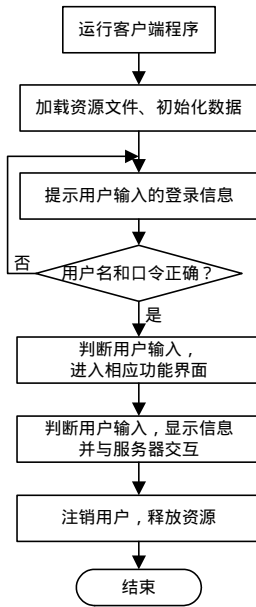 运行客户端程序
加载资源文件、初始化数据
提示用户输入的登录信息
否
用户名和口令正确？
是
判断用户输入，
进入相应功能界面
判断用户输入，显示信息
并与服务器交互
注销用户，释放资源
结束